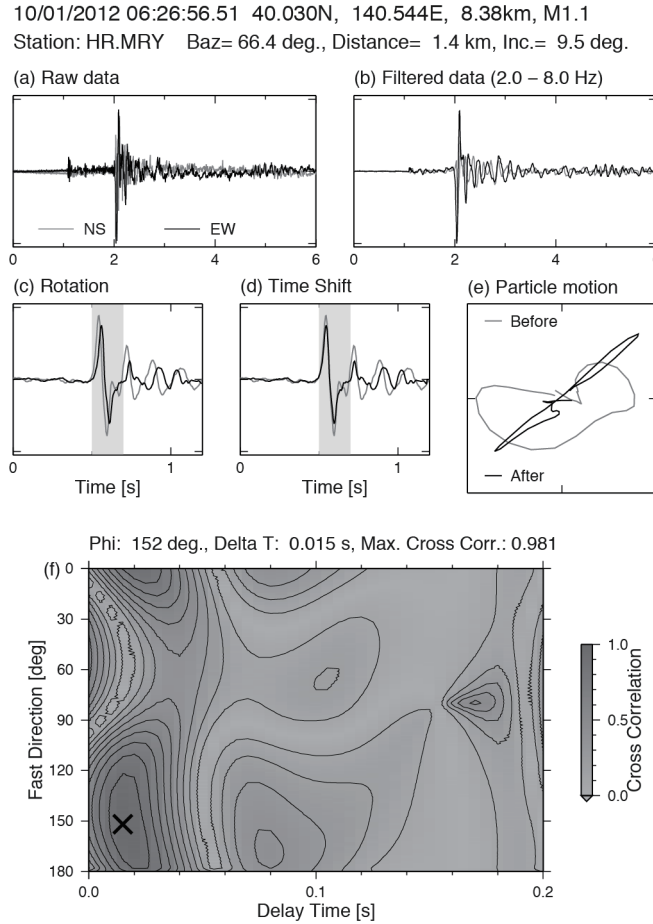 10/01/2012 06:26:56.51 40.030N, 140.544E, 8.38km, M1.1
Station: HR.MRY Baz= 66.4 deg., Distance= 1.4 km, Inc.= 9.5 deg.
(a) Raw data
(b) Filtered data (2.0 – 8.0 Hz)
NS
EW
0 2 4 6
0 2 4 6
(c) Rotation
(d) Time Shift
(e) Particle motion
Before
After
0 1
0 1
Time [s]
Time [s]
Phi: 152 deg., Delta T: 0.015 s, Max. Cross Corr.: 0.981
(f)
0
30
60
90
120
150
180
Fast Direction [deg]
0.0 0.1 0.2
Delay Time [s]
1.0
0.5
0.0
Cross Correlation